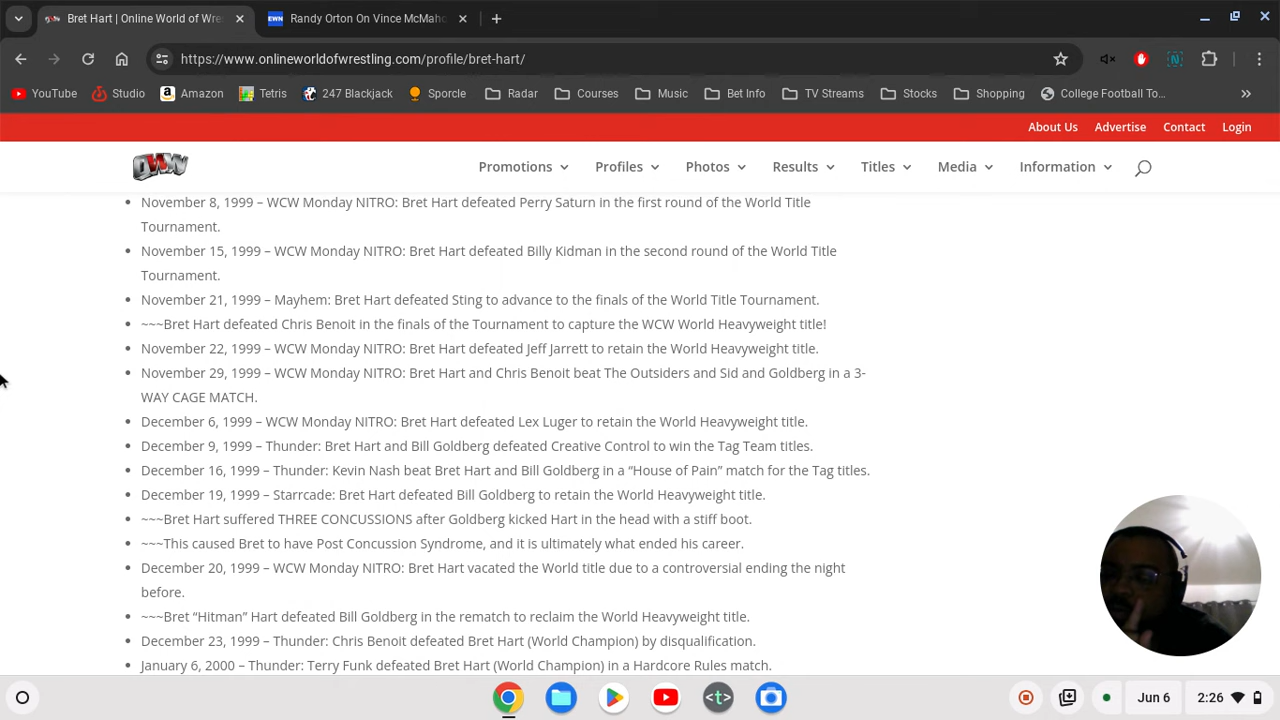 Bret Hart | Online World of Wre
Randy Orton On Vince McMaho
https://www.onlineworldofwrestling.com/profile/bret-hart/
YouTube Studio Amazon Tetris 247 Blackjack Sporcle Radar Courses Music Bet Info TV Streams Stocks Shopping College Football To...
About Us Advertise Contact Login
OWW Promotions Profiles Photos Results Titles Media Information
November 8, 1999 – WCW Monday NITRO: Bret Hart defeated Perry Saturn in the first round of the World Title
Tournament.
November 15, 1999 – WCW Monday NITRO: Bret Hart defeated Billy Kidman in the second round of the World Title
Tournament.
November 21, 1999 – Mayhem: Bret Hart defeated Sting to advance to the finals of the World Title Tournament.
~~~Bret Hart defeated Chris Benoit in the finals of the Tournament to capture the WCW World Heavyweight title!
November 22, 1999 – WCW Monday NITRO: Bret Hart defeated Jeff Jarrett to retain the World Heavyweight title.
November 29, 1999 – WCW Monday NITRO: Bret Hart and Chris Benoit beat The Outsiders and Sid and Goldberg in a 3-
WAY CAGE MATCH.
December 6, 1999 – WCW Monday NITRO: Bret Hart defeated Lex Luger to retain the World Heavyweight title.
December 9, 1999 – Thunder: Bret Hart and Bill Goldberg defeated Creative Control to win the Tag Team titles.
December 16, 1999 – Thunder: Kevin Nash beat Bret Hart and Bill Goldberg in a “House of Pain” match for the Tag titles.
December 19, 1999 – Starrcade: Bret Hart defeated Bill Goldberg to retain the World Heavyweight title.
~~~Bret Hart suffered THREE CONCUSSIONS after Goldberg kicked Hart in the head with a stiff boot.
~~~This caused Bret to have Post Concussion Syndrome, and it is ultimately what ended his career.
December 20, 1999 – WCW Monday NITRO: Bret Hart vacated the World title due to a controversial ending the night
before.
~~~Bret “Hitman” Hart defeated Bill Goldberg in the rematch to reclaim the World Heavyweight title.
December 23, 1999 – Thunder: Chris Benoit defeated Bret Hart (World Champion) by disqualification.
January 6, 2000 – Thunder: Terry Funk defeated Bret Hart (World Champion) in a Hardcore Rules match.
Jun 6 2:26